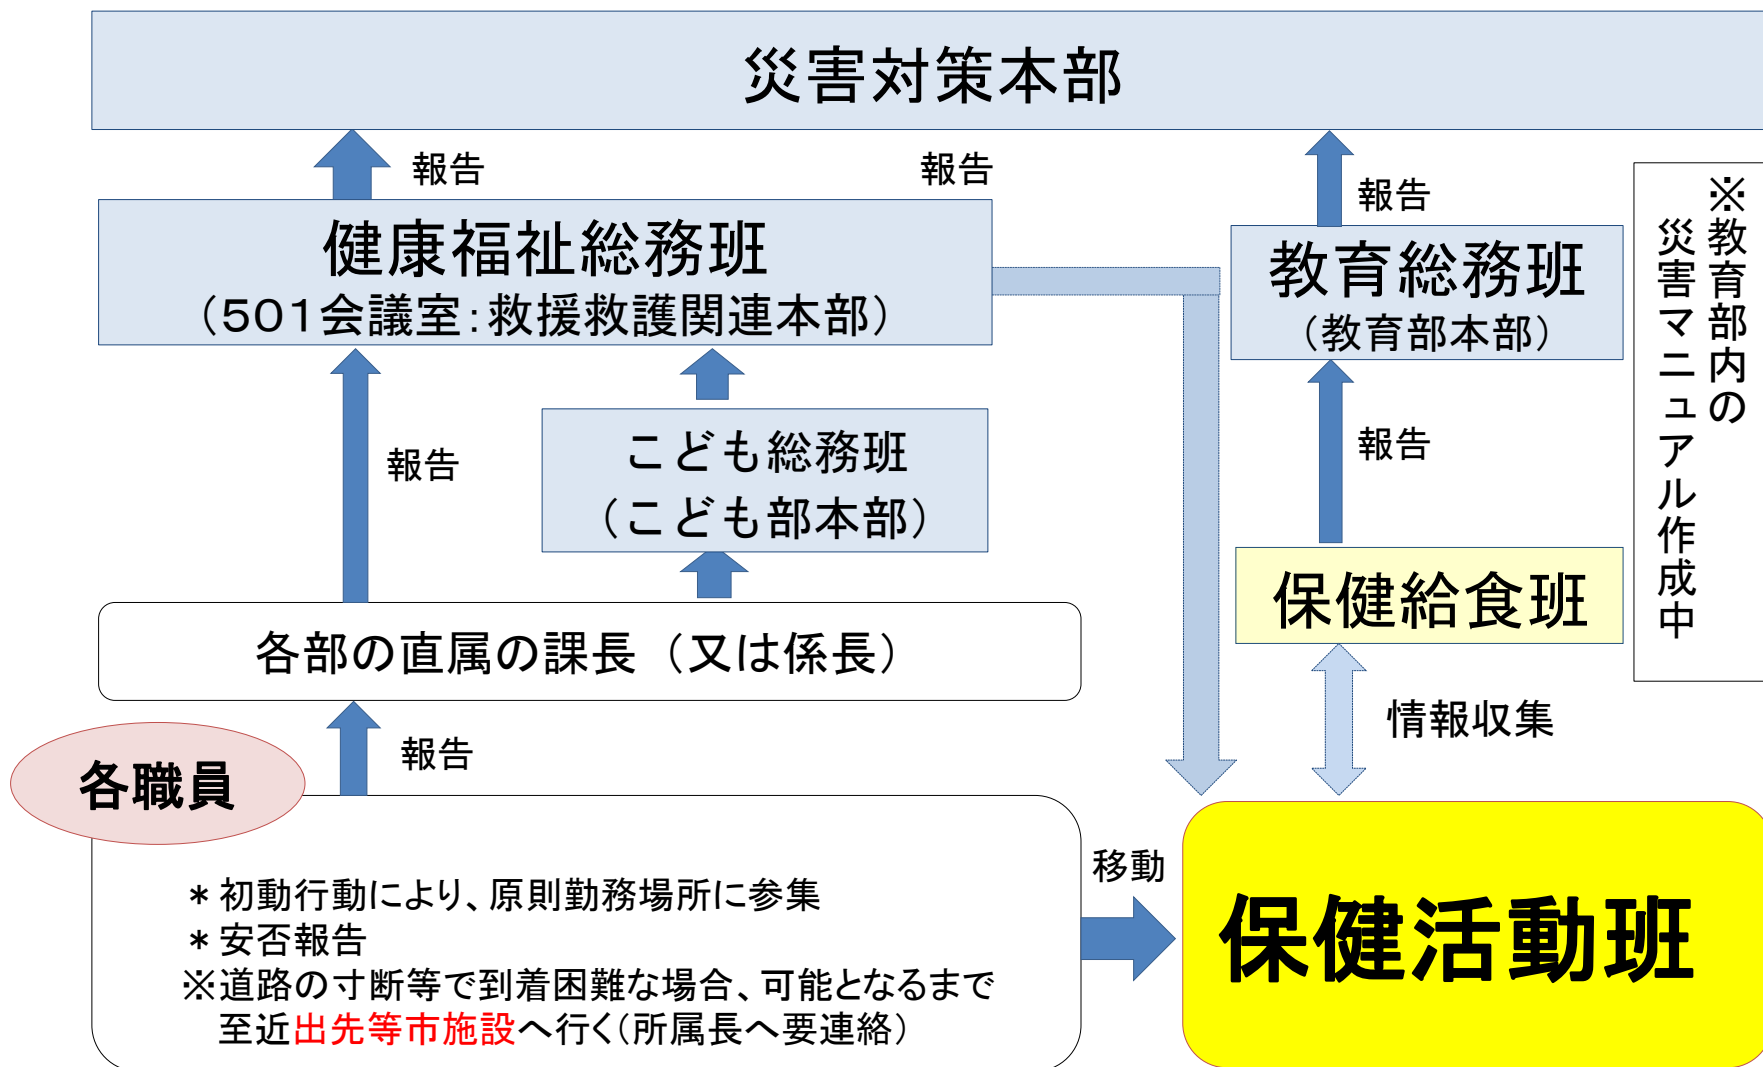 災害対策本部
報告
報告
報告
健康福祉総務班
（501会議室：救援救護関連本部）
教育総務班
（教育部本部）
※教育部内の
災害マニュアル作成中
報告
こども総務班
（こども部本部）
報告
保健給食班
各部の直属の課長（又は係長）
報告
情報収集
各職員
＊初動行動により、原則勤務場所に参集
＊安否報告
※道路の寸断等で到着困難な場合、可能となるまで
至近出先等市施設へ行く（所属長へ要連絡）
移動
保健活動班